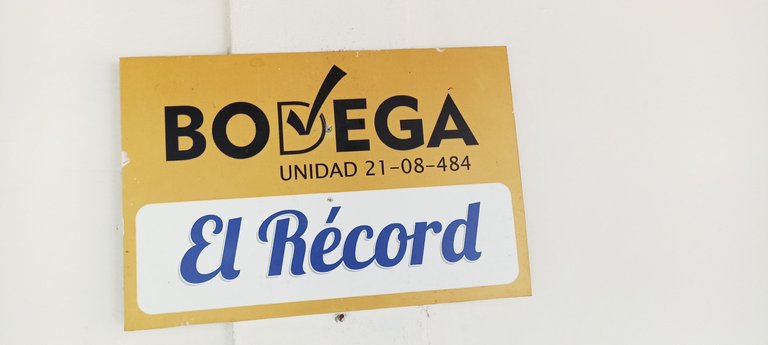 BODEGA
UNIDAD 21-08-484
El Récord